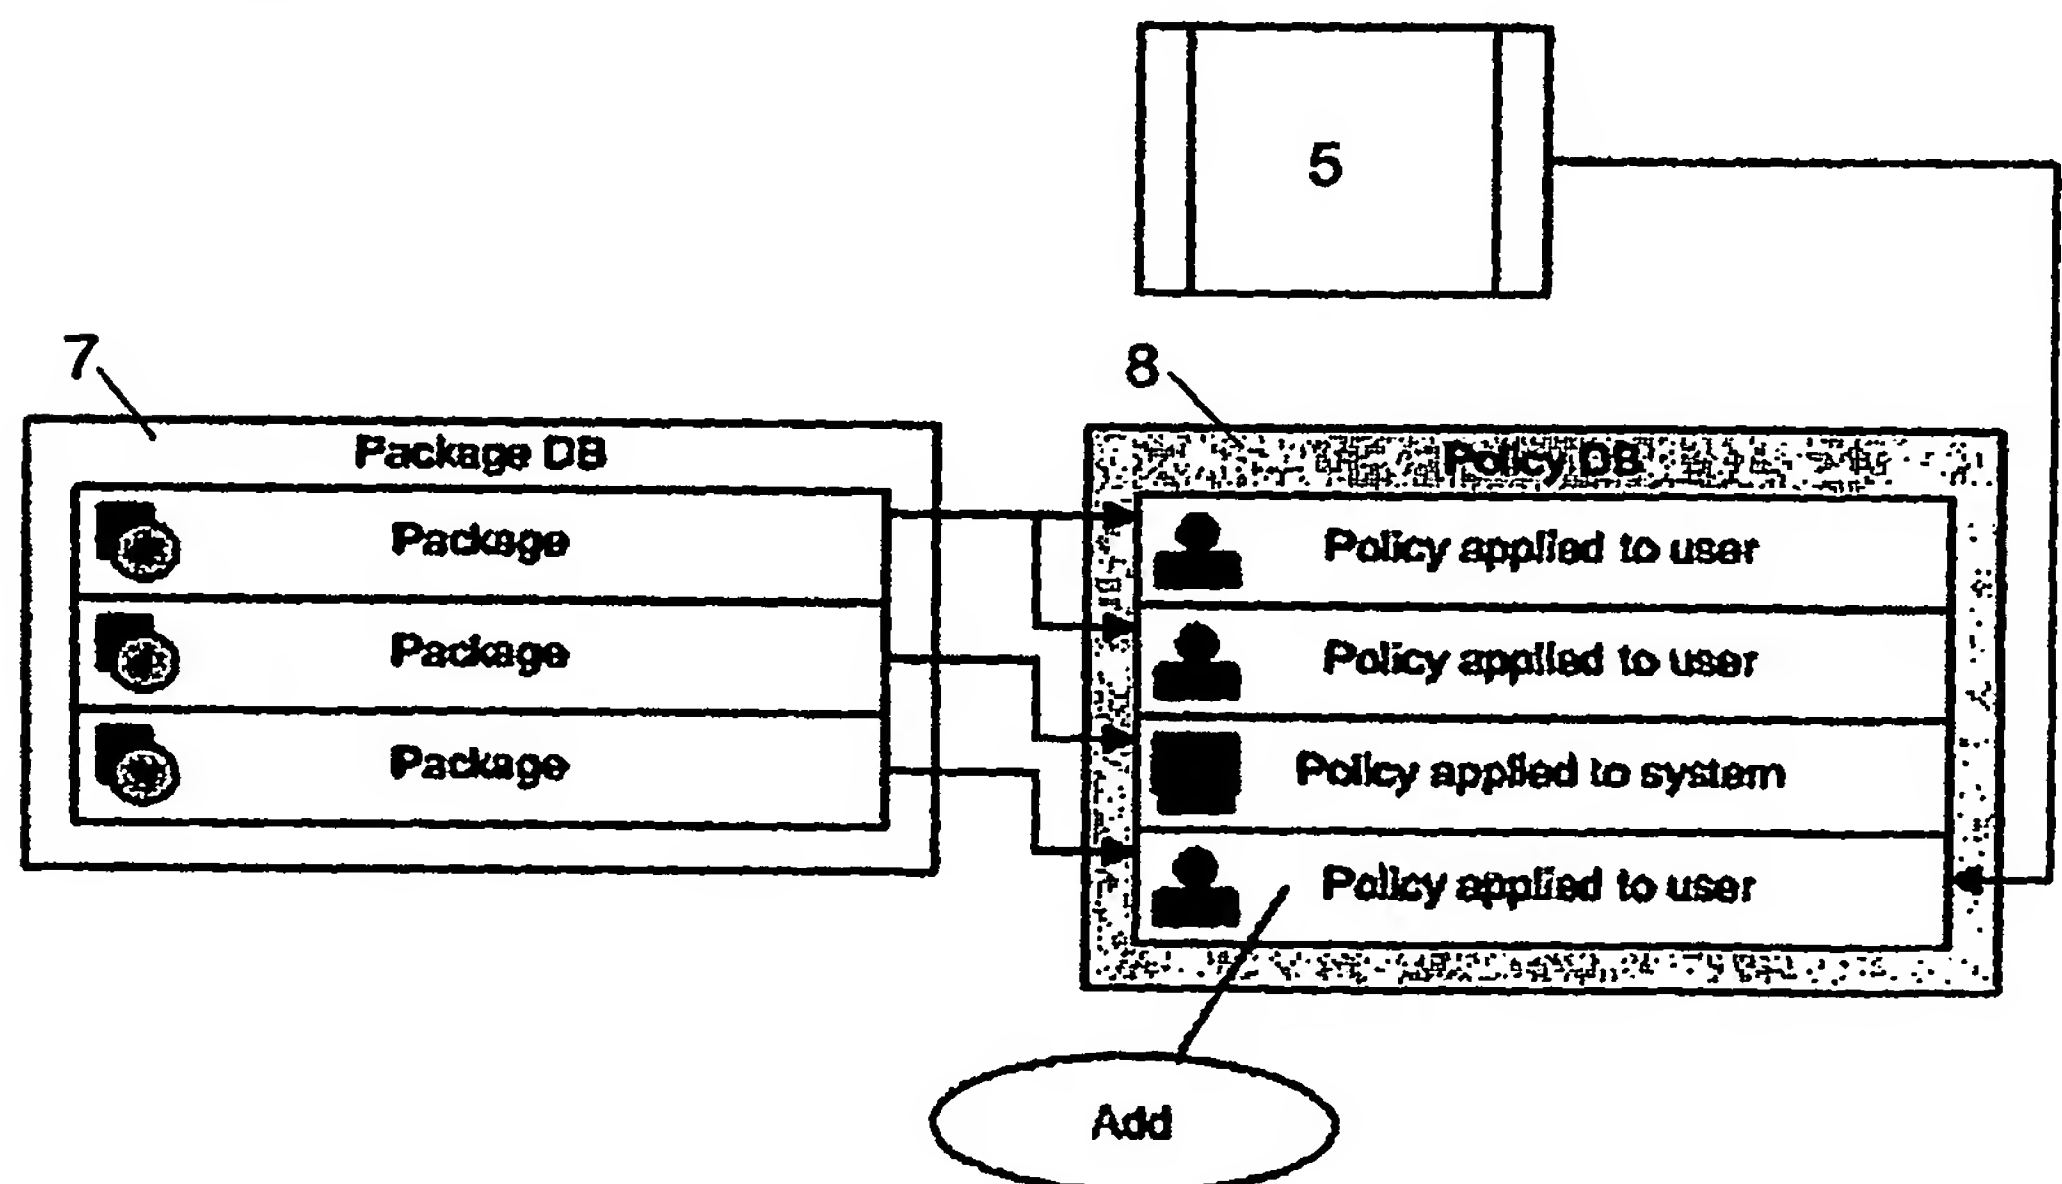 5
7
8
Package DB
Policy DB
Package
Package
Package
Policy applied to user
Policy applied to user
Policy applied to system
Policy applied to user
Add